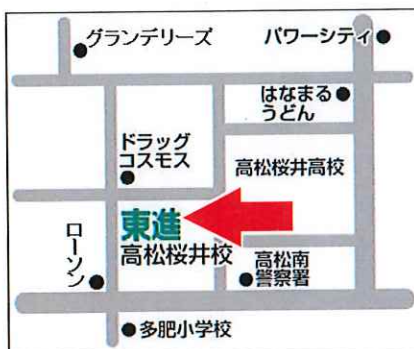 グランデリーズ
パワーシティ
はなまる
うどん
ドラッグ
コスモス
高松桜井高校
東進
高松桜井校
ローソン
高松南
警察署
多肥小学校